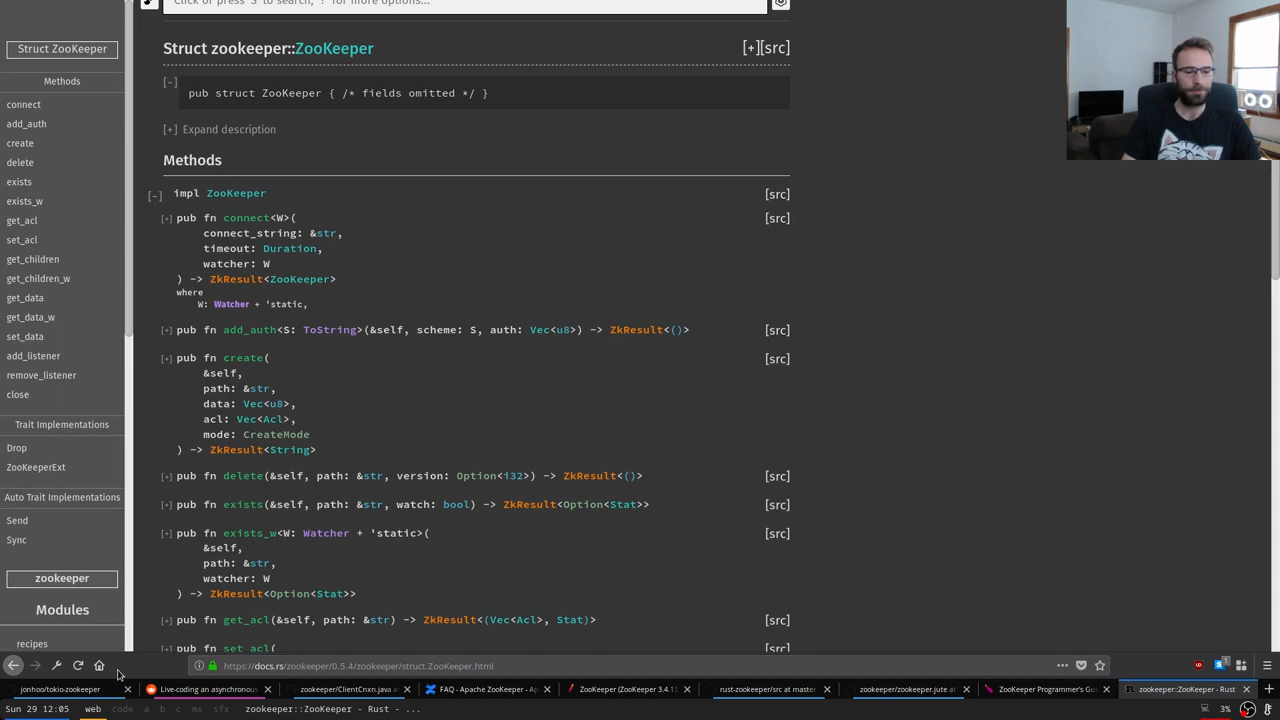 Click or press 'S' to search, '?' for more options...
Struct ZooKeeper
Methods
connect
add_auth
create
delete
exists
exists_w
get_acl
set_acl
get_children
get_children_w
get_data
get_data_w
set_data
add_listener
remove_listener
close
Trait Implementations
Drop
ZooKeeperExt
Auto Trait Implementations
Send
Sync
zookeeper
Modules
recipes
Struct zookeeper::ZooKeeper [+][src]
[-]
pub struct ZooKeeper { /* fields omitted */ }
[+] Expand description
Methods
[-] impl ZooKeeper [src]
[+] pub fn connect<W>( [src]
connect_string: &str,
timeout: Duration,
watcher: W
) -> ZkResult<ZooKeeper>
where
W: Watcher + 'static,
[+] pub fn add_auth<S: ToString>(&self, scheme: S, auth: Vec<u8>) -> ZkResult<()> [src]
[+] pub fn create( [src]
&self,
path: &str,
data: Vec<u8>,
acl: Vec<Acl>,
mode: CreateMode
) -> ZkResult<String>
[+] pub fn delete(&self, path: &str, version: Option<i32>) -> ZkResult<()> [src]
[+] pub fn exists(&self, path: &str, watch: bool) -> ZkResult<Option<Stat>> [src]
[+] pub fn exists_w<W: Watcher + 'static>( [src]
&self,
path: &str,
watcher: W
) -> ZkResult<Option<Stat>>
[+] pub fn get_acl(&self, path: &str) -> ZkResult<(Vec<Acl>, Stat)> [src]
[+] pub fn set_acl( [src]
https://docs.rs/zookeeper/0.5.4/zookeeper/struct.ZooKeeper.html
1
jonhoo/tokio-zookeeper
Live-coding an asynchronous
zookeeper/ClientCnxn.java at
FAQ - Apache ZooKeeper - Ap
ZooKeeper (ZooKeeper 3.4.13
rust-zookeeper/src at master
zookeeper/zookeeper.jute at
ZooKeeper Programmer's Gu
zookeeper::ZooKeeper - Rust
Sun 29 12:05 web code a b c mx sfx zookeeper::ZooKeeper - Rust - ... 3%